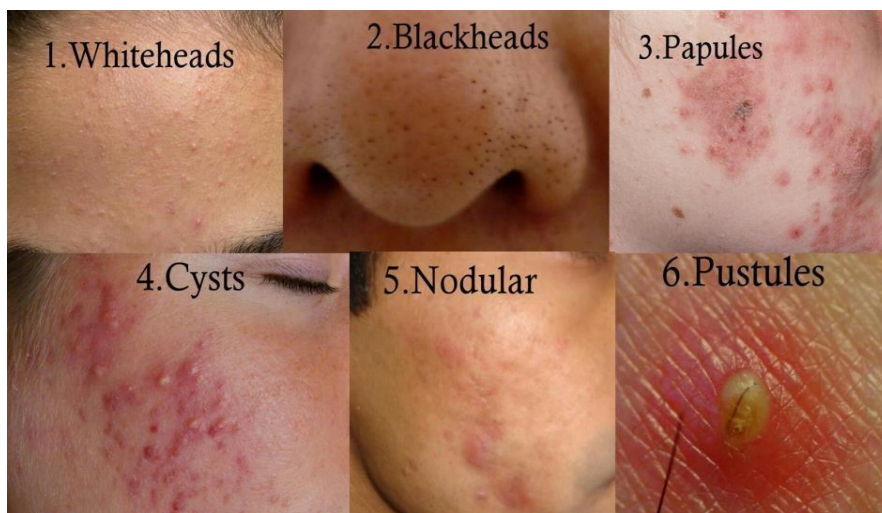 1.Whiteheads
2.Blackheads
3.Papules
4.Cysts
5.Nodular
6.Pustules